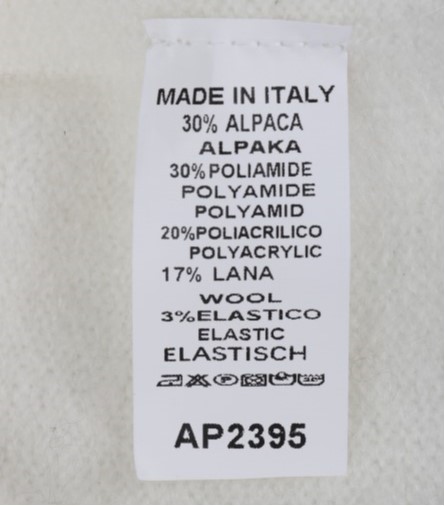 MADE IN ITALY
30% ALPACA
ALPAKA
30%POLIAMIDE
POLYAMIDE
POLYAMID
20%POLIACRILICO
POLYACRYLIC
17% LANA
WOOL
3%ELASTICO
ELASTIC
ELASTISCH
AP2395